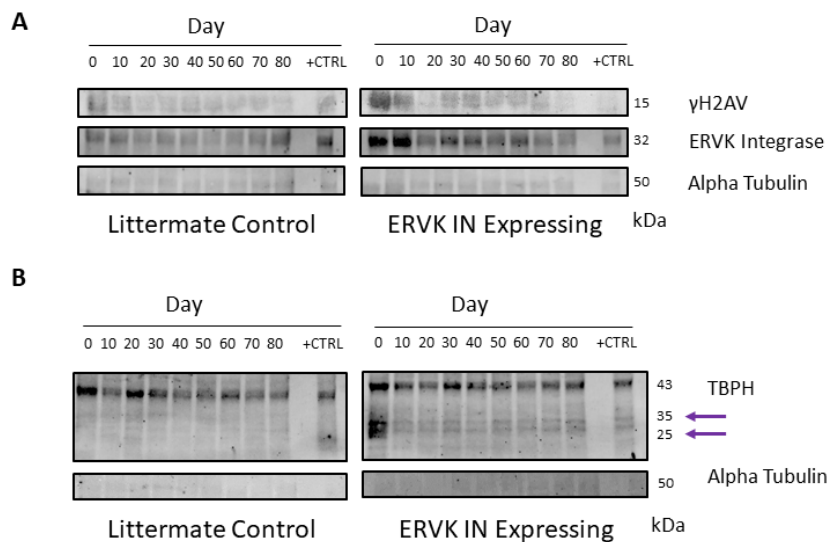 A
Day
Day
0 10 20 30 40 50 60 70 80 +CTRL
0 10 20 30 40 50 60 70 80 +CTRL
15 γH2AV
32 ERVK Integrase
50 Alpha Tubulin
Littermate Control
ERVK IN Expressing
kDa
B
Day
Day
0 10 20 30 40 50 60 70 80 +CTRL
0 10 20 30 40 50 60 70 80 +CTRL
43 TBPH
35
25
50 Alpha Tubulin
Littermate Control
ERVK IN Expressing
kDa